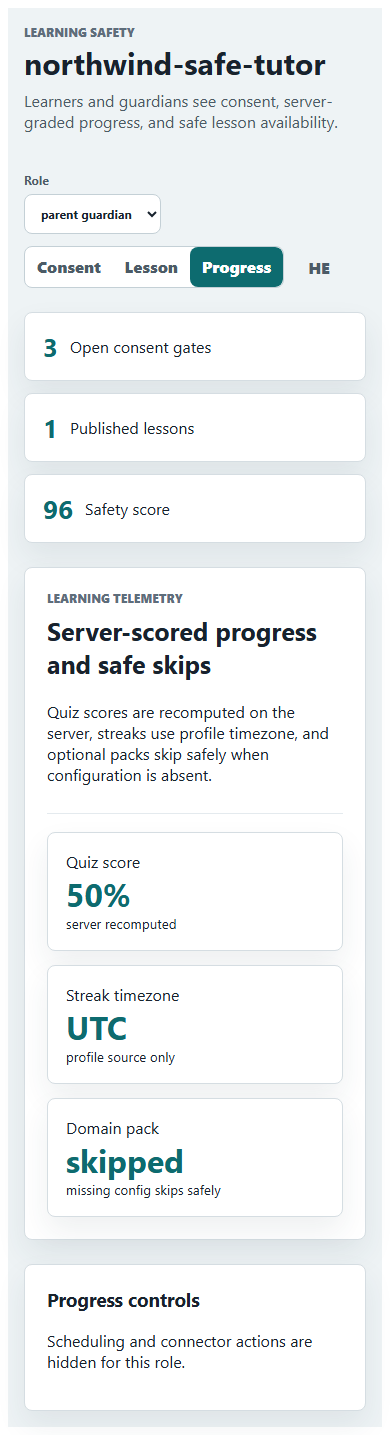 LEARNING SAFETY
northwind-safe-tutor
Learners and guardians see consent, server-
graded progress, and safe lesson availability.
Role
parent guardian
Consent Lesson Progress HE
3 Open consent gates
1 Published lessons
96 Safety score
LEARNING TELEMETRY
Server-scored progress
and safe skips
Quiz scores are recomputed on the
server, streaks use profile timezone, and
optional packs skip safely when
configuration is absent.
Quiz score
50%
server recomputed
Streak timezone
UTC
profile source only
Domain pack
skipped
missing config skips safely
Progress controls
Scheduling and connector actions are
hidden for this role.